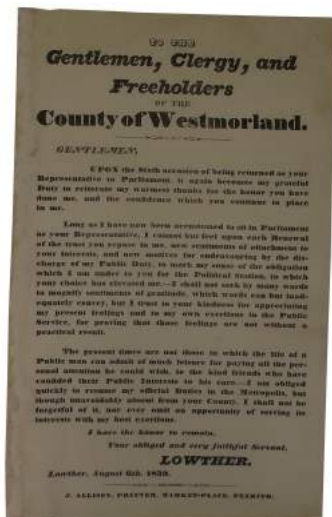 TO THE
Gentlemen, Clergy, and
Freeholders
OF THE
County of Westmorland.
GENTLEMEN,
UPON the Sixth occasion of being returned as your
Representative to Parliament, it again becomes my grateful
Duty to reiterate my warmest thanks for the honor you have
done me, and the confidence which you continue to place
in me.
Long as I have now been accustomed to sit in Parliament
as your Representative, I cannot but feel upon each Renewal
of the trust you repose in me, new sentiments of attachment to
your interests, and new motives for endeavouring by the dis-
charge of my Public Duty, to mark my sense of the obligation
which I am under to you for the Political station, to which
your choice has elevated me.—I shall not seek by many words
to magnify sentiments of gratitude, which words can but inad-
equately convey, but I trust to your kindness for appreciating
my present feelings and to my own exertions in the Public
Service, for proving that those feelings are not without a
practical result.
The present times are not those in which the life of a
Public man can admit of much leisure for paying all the per-
sonal attention he could wish, to the kind friends who have
confided their Public Interests to his care.—I am obliged
quickly to resume my official Duties in the Metropolis, but
though unavoidably absent from your County, I shall not be
forgetful of it, nor ever omit an opportunity of serving its
interests with my best exertions.
I have the honor to remain,
Your obliged and very faithful Servant,
LOWTHER.
Lowther, August 6th, 1830.
J. ALLISON, PRINTER, MARKET-PLACE, PENRITH.